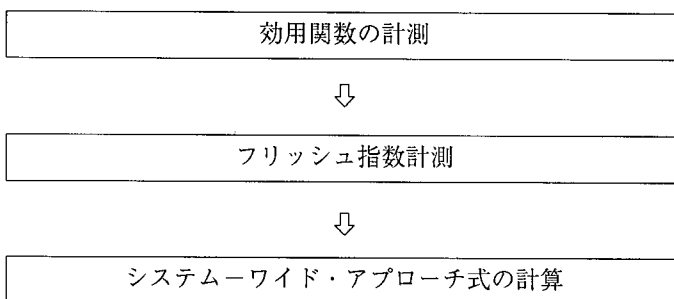 効用関数の計測
⇩
フリッシュ指数計測
⇩
システム－ワイド・アプローチ式の計算